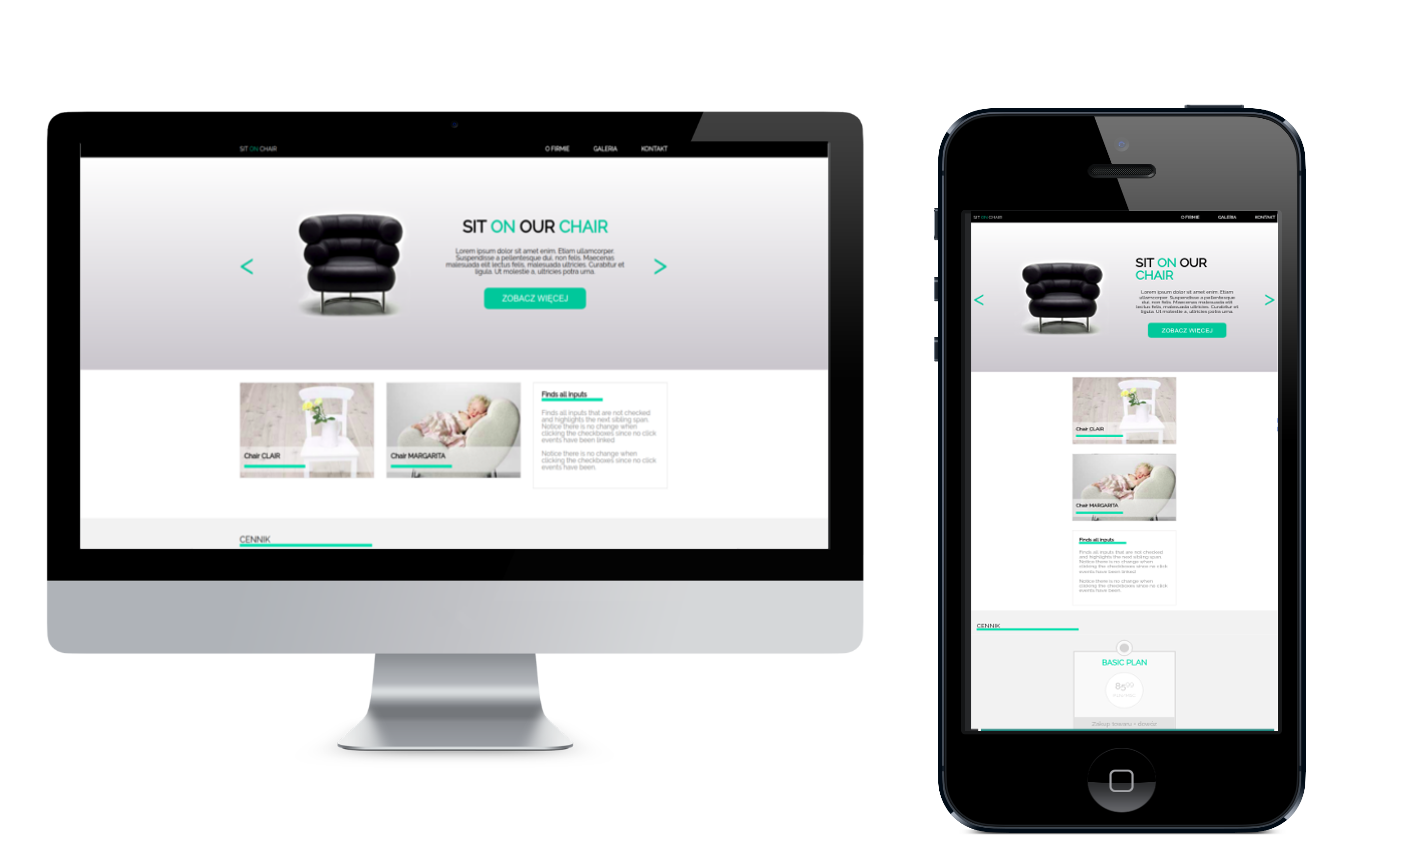 SIT ON CHAIR
O FIRMIE GALERIA KONTAKT
SIT ON OUR CHAIR
Lorem ipsum dolor sit amet enim. Etiam ullamcorper.
Suspendisse a pellentesque dui, non felis. Maecenas
malesuada elit lectus felis, malesuada ultricies. Curabitur et
ligula. Ut molestie a, ultricies porta urna.
ZOBACZ WIĘCEJ
Chair CLAIR
Chair MARGARITA
Finds all inputs
Finds all inputs that are not checked
and highlights the next sibling span.
Notice there is no change when
clicking the checkboxes since no click
events have been linked.
Notice there is no change when
clicking the checkboxes since no click
events have been.
CENNIK
SIT ON CHAIR
O FIRMIE GALERIA KONTAKT
SIT ON OUR
CHAIR
Lorem ipsum dolor sit amet enim. Etiam
ullamcorper. Suspendisse a pellentesque
dui, non felis. Maecenas malesuada elit
lectus felis, malesuada ultricies. Curabitur et
ligula. Ut molestie a, ultricies porta urna.
ZOBACZ WIĘCEJ
Chair CLAIR
Chair MARGARITA
Finds all inputs
Finds all inputs that are not checked
and highlights the next sibling span.
Notice there is no change when
clicking the checkboxes since no click
events have been linked.
Notice there is no change when
clicking the checkboxes since no click
events have been.
CENNIK
BASIC PLAN
85
Zakup towaru + dowóz